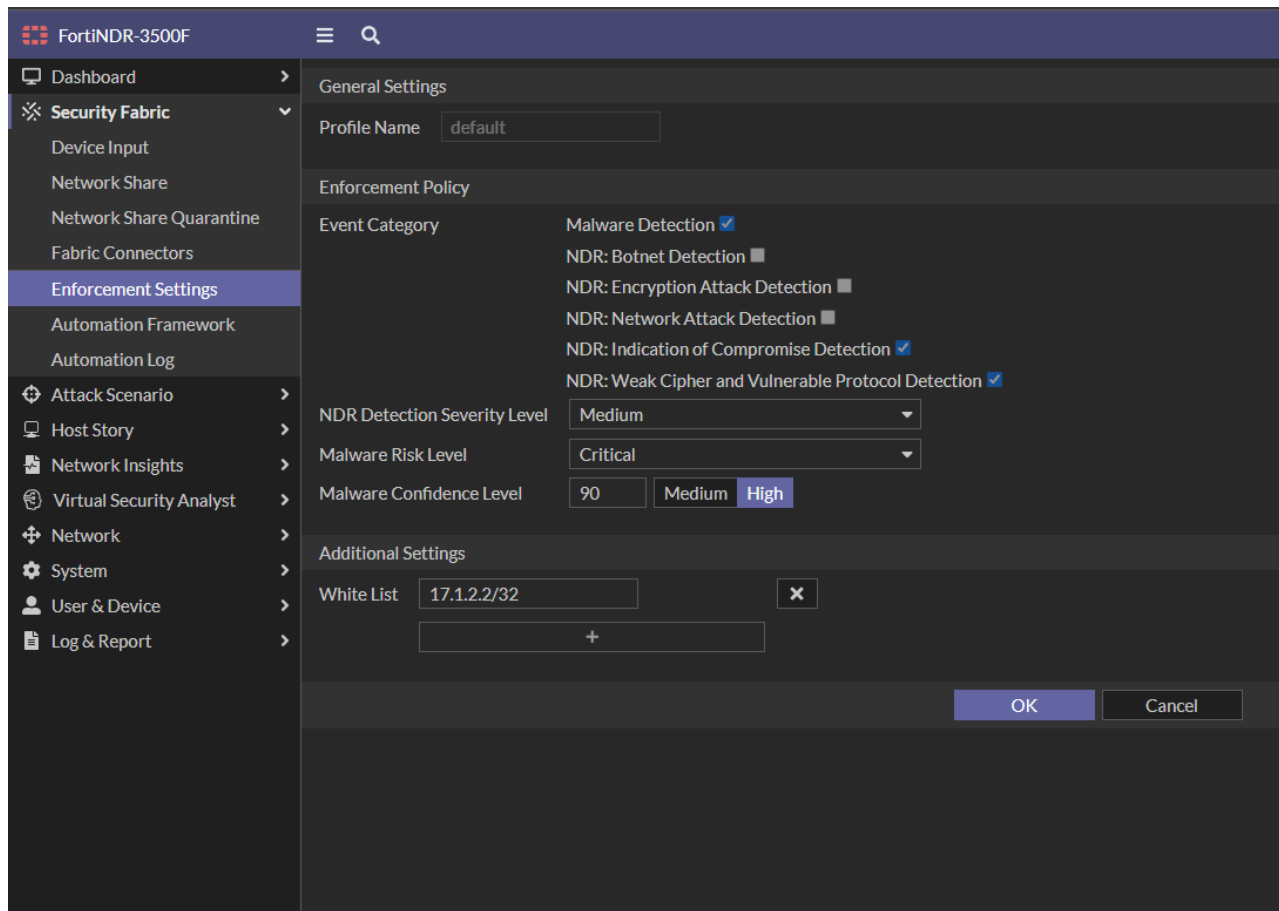 FortiNDR-3500F
Dashboard
Security Fabric
Device Input
Network Share
Network Share Quarantine
Fabric Connectors
Enforcement Settings
Automation Framework
Automation Log
Attack Scenario
Host Story
Network Insights
Virtual Security Analyst
Network
System
User & Device
Log & Report
General Settings
Profile Name default
Enforcement Policy
Event Category Malware Detection
NDR: Botnet Detection
NDR: Encryption Attack Detection
NDR: Network Attack Detection
NDR: Indication of Compromise Detection
NDR: Weak Cipher and Vulnerable Protocol Detection
NDR Detection Severity Level Medium
Malware Risk Level Critical
Malware Confidence Level 90 Medium High
Additional Settings
White List 17.1.2.2/32
+
OK Cancel